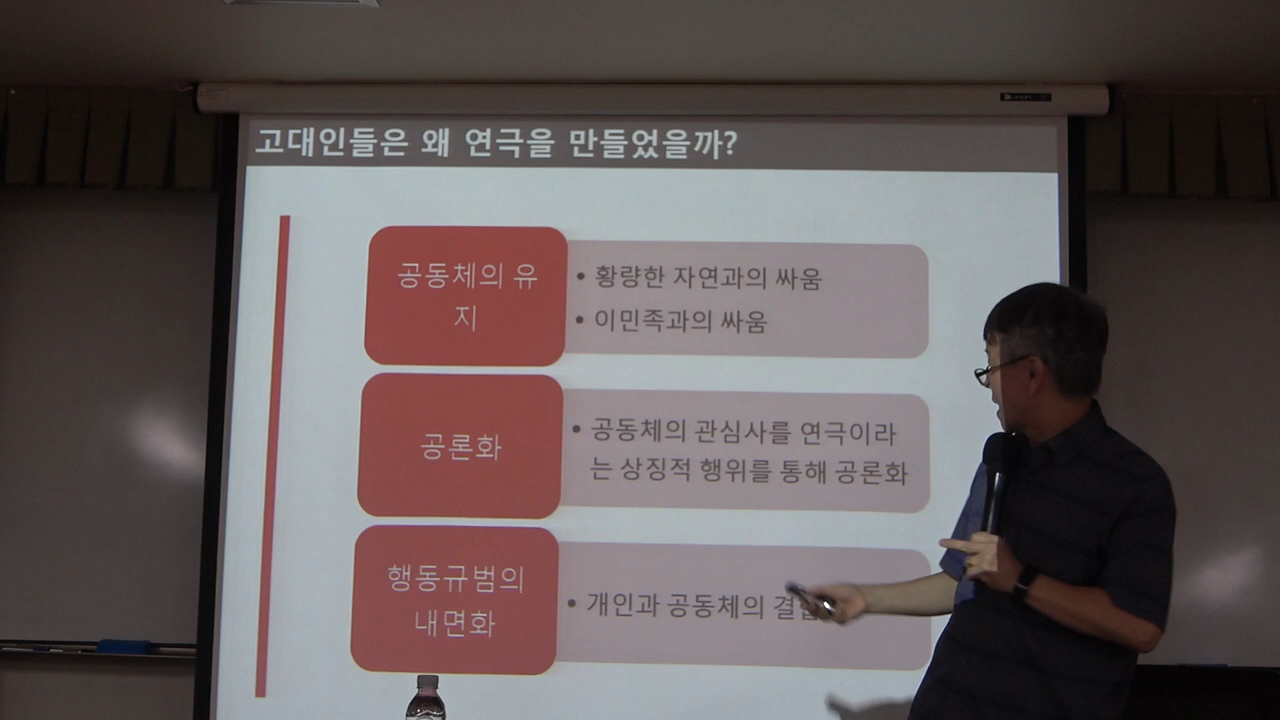 고대인들은 왜 연극을 만들었을까?
공동체의 유
지
• 황량한 자연과의 싸움
• 이민족과의 싸움
공론화
• 공동체의 관심사를 연극이라
는 상징적 행위를 통해 공론화
행동규범의
내면화
• 개인과 공동체의